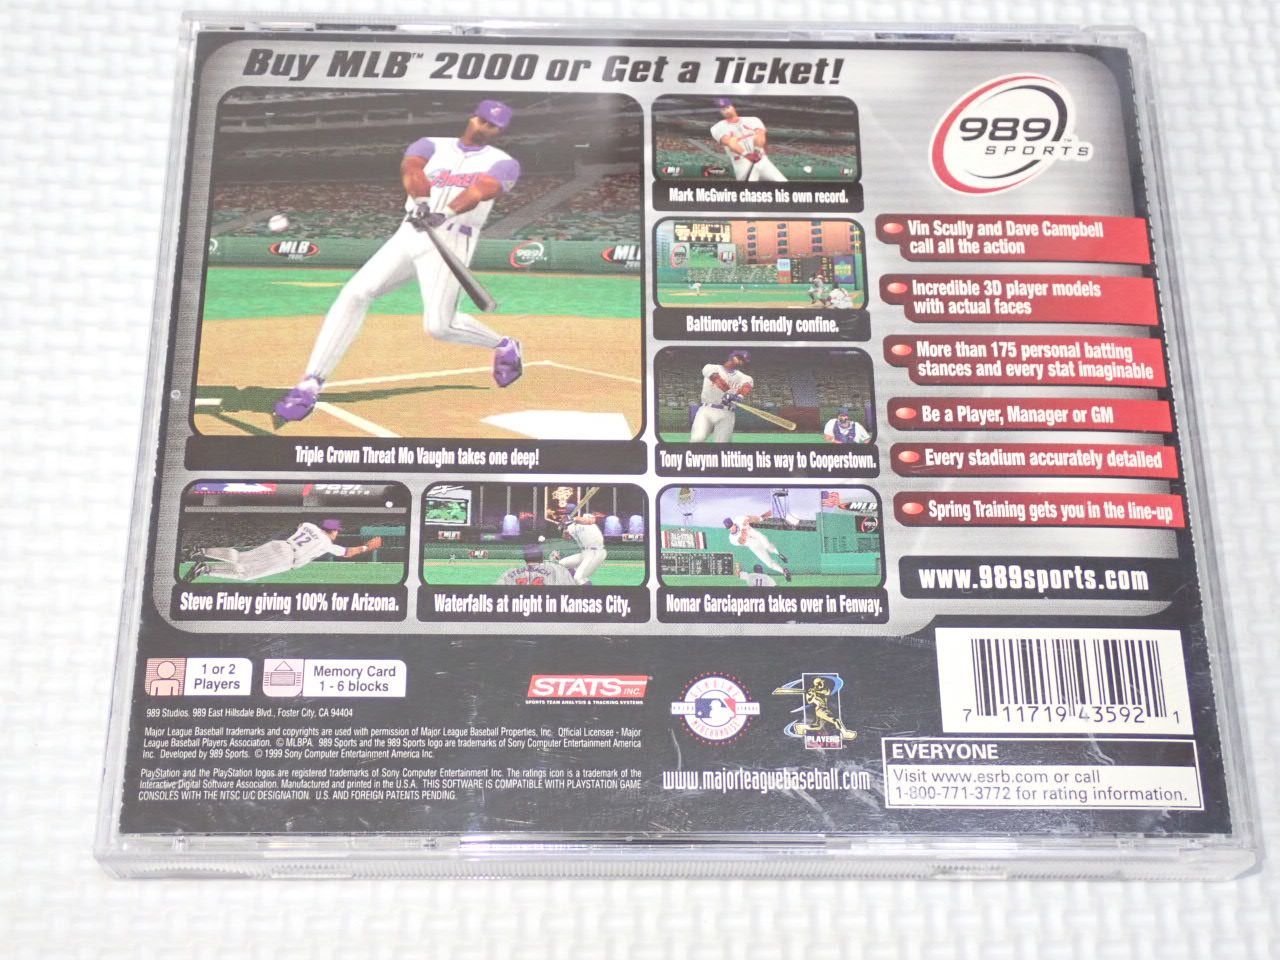 Buy MLB™ 2000 or Get a Ticket!
989 SPORTS™
MLB 2000
989 SPORTS
Triple Crown Threat Mo Vaughn takes one deep!
Mark McGwire chases his own record.
Baltimore's friendly confine.
Tony Gwynn hitting his way to Cooperstown.
Steve Finley giving 100% for Arizona.
Waterfalls at night in Kansas City.
Nomar Garciaparra takes over in Fenway.
Vin Scully and Dave Campbell
call all the action
Incredible 3D player models
with actual faces
More than 175 personal batting
stances and every stat imaginable
Be a Player, Manager or GM
Every stadium accurately detailed
Spring Training gets you in the line-up
www.989sports.com
1 or 2
Players
Memory Card
1 - 6 blocks
STATS INC.
SPORTS TEAM ANALYSIS & TRACKING SYSTEMS
GENUINE
MAJOR LEAGUE
MERCHANDISE
PLAYERS
CHOICE
989 Studios. 989 East Hillsdale Blvd., Foster City, CA 94404
Major League Baseball trademarks and copyrights are used with permission of Major League Baseball Properties, Inc. Official Licensee - Major
League Baseball Players Association. © MLBPA. 989 Sports and the 989 Sports logo are trademarks of Sony Computer Entertainment America
Inc. Developed by 989 Sports. © 1999 Sony Computer Entertainment America Inc.
PlayStation and the PlayStation logos are registered trademarks of Sony Computer Entertainment Inc. The ratings icon is a trademark of the
Interactive Digital Software Association. Manufactured and printed in the U.S.A. THIS SOFTWARE IS COMPATIBLE WITH PLAYSTATION GAME
CONSOLES WITH THE NTSC U/C DESIGNATION. U.S. AND FOREIGN PATENTS PENDING.
www.majorleaguebaseball.com
7 11719 43592 1
EVERYONE
Visit www.esrb.com or call
1-800-771-3772 for rating information.